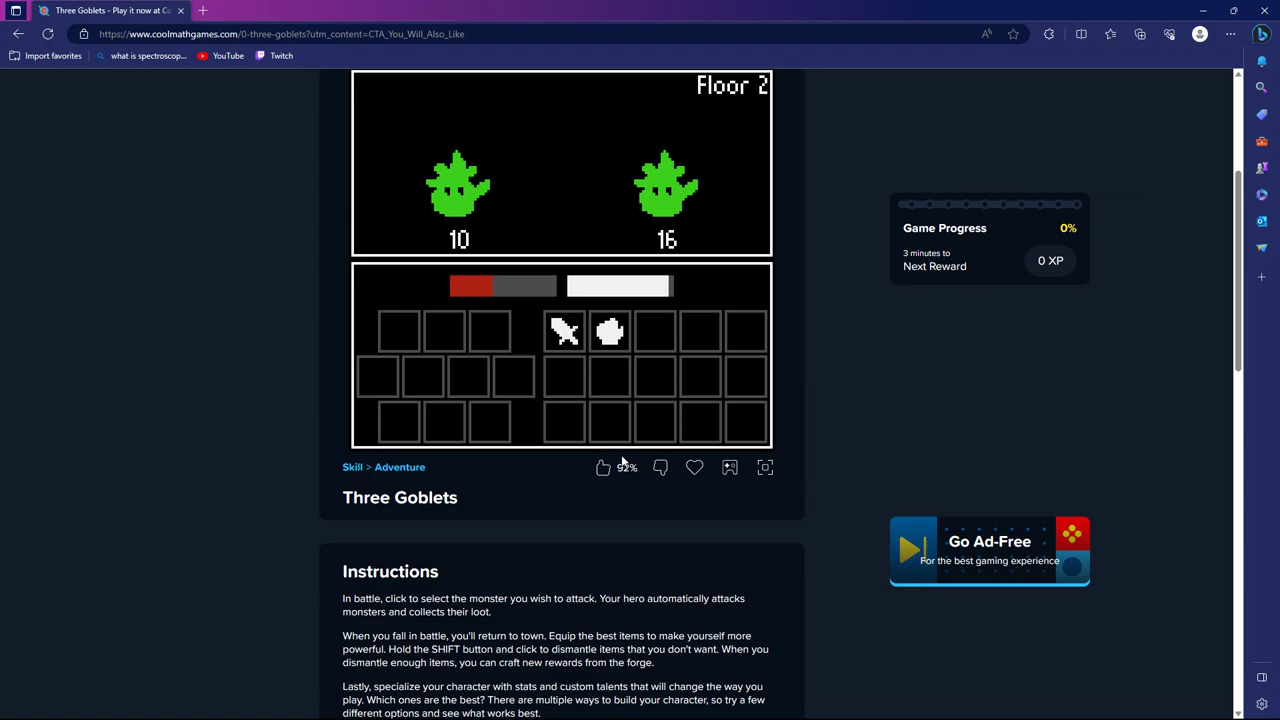 Three Goblets - Play it now at Co
https://www.coolmathgames.com/0-three-goblets?utm_content=CTA_You_Will_Also_Like
Import favorites
what is spectroscop...
YouTube
Twitch
Floor 2
10
16
Skill > Adventure
92%
Three Goblets
Game Progress
0%
3 minutes to
Next Reward
0 XP
Go Ad-Free
For the best gaming experience
Instructions
In battle, click to select the monster you wish to attack. Your hero automatically attacks
monsters and collects their loot.
When you fall in battle, you'll return to town. Equip the best items to make yourself more
powerful. Hold the SHIFT button and click to dismantle items that you don't want. When you
dismantle enough items, you can craft new rewards from the forge.
Lastly, specialize your character with stats and custom talents that will change the way you
play. Which ones are the best? There are multiple ways to build your character, so try a few
different options and see what works best.